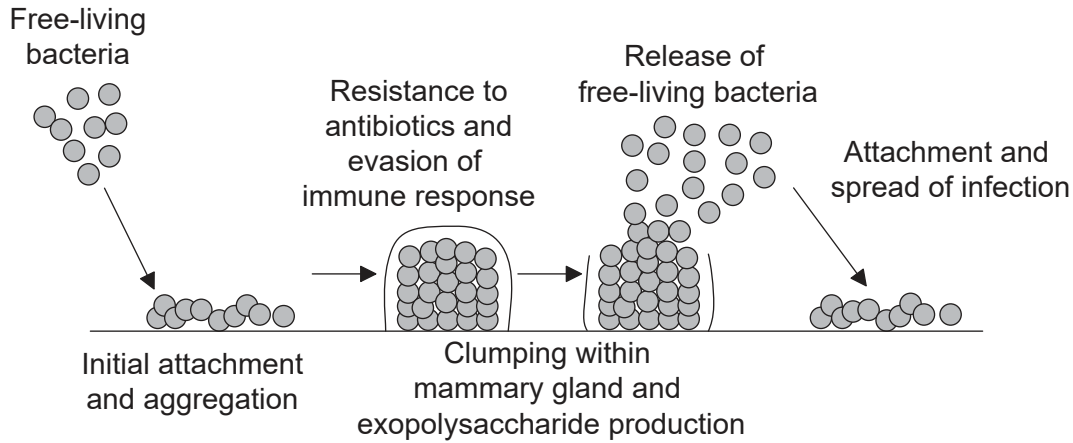 Free-living
bacteria
Resistance to
antibiotics and
evasion of
immune response
Release of
free-living bacteria
Attachment and
spread of infection
Initial attachment
and aggregation
Clumping within
mammary gland and
exopolysaccharide production